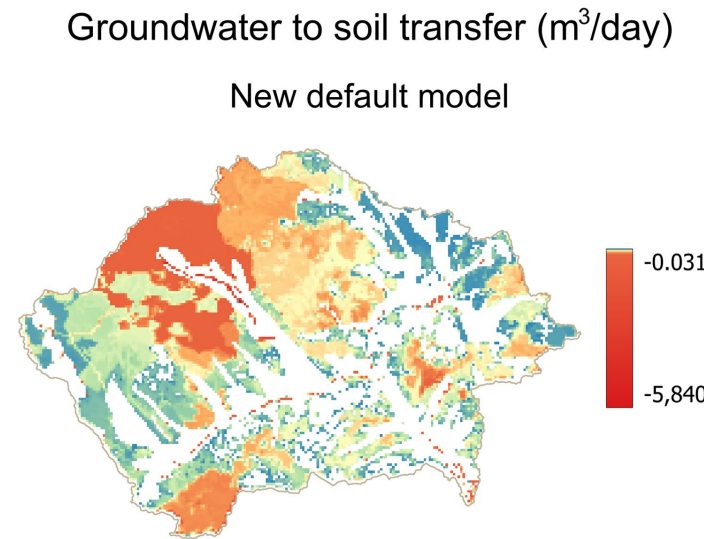 Groundwater to soil transfer (m³/day)
New default model
-0.031
-5,840